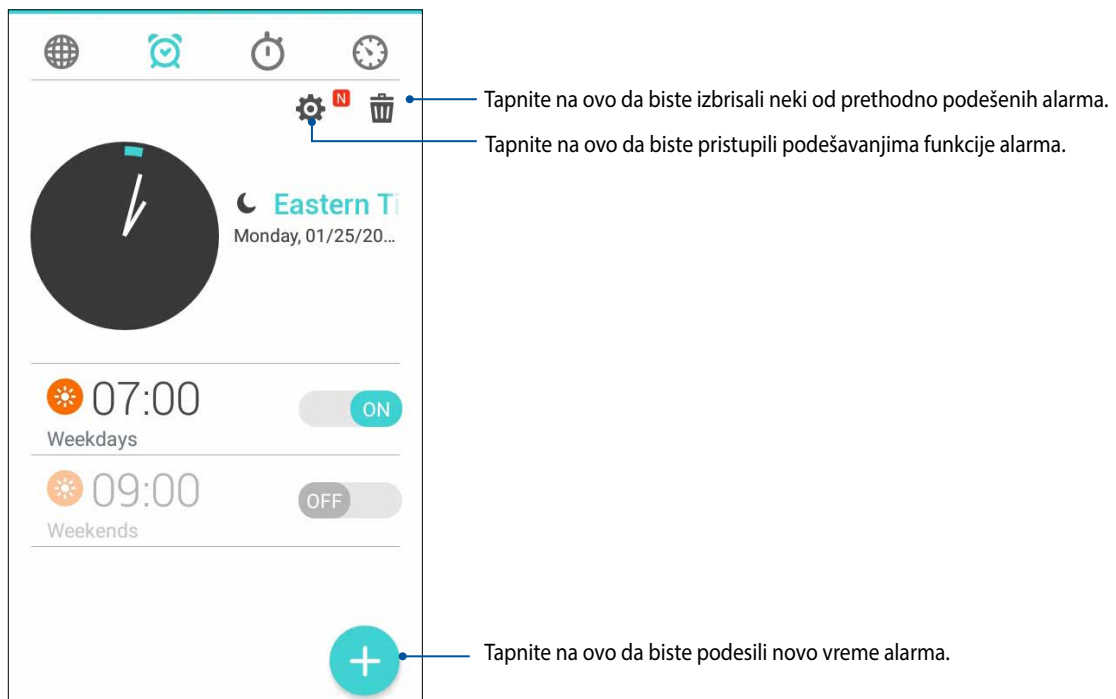 N
Tapnite na ovo da biste izbrisali neki od prethodno podešenih alarma.
Tapnite na ovo da biste pristupili podešavanjima funkcije alarma.
Eastern Ti
Monday, 01/25/20...
07:00
ON
Weekdays
09:00
OFF
Weekends
Tapnite na ovo da biste podesili novo vreme alarma.
+